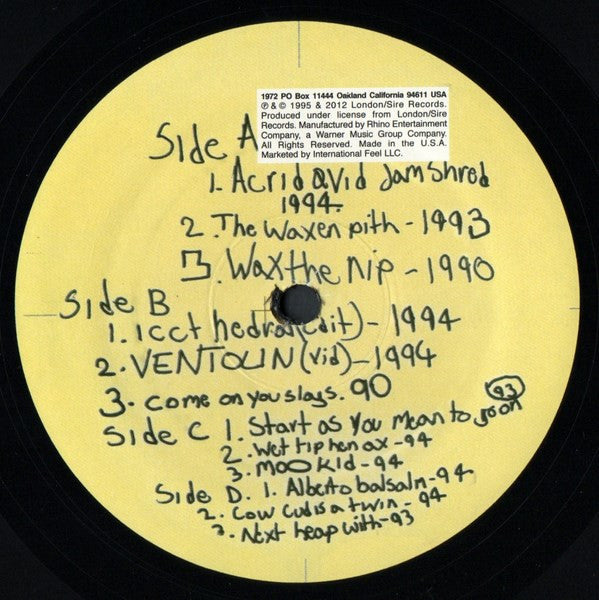 1972 PO Box 11444 Oakland California 94611 USA
℗ & © 1995 & 2012 London/Sire Records.
Produced under license from London/Sire
Records. Manufactured by Rhino Entertainment
Company, a Warner Music Group Company.
All Rights Reserved. Made in the U.S.A.
Marketed by International Feel LLC.
Side A
1. Acrid avid Jam Shred
1994.
2. The waxen pith - 1993
3. Wax the nip - 1990
Side B
1. icct hedral (edit) - 1994
2. VENTOLIN (vid) - 1994
3. come on you slags. 90
Side C 1. Start as you mean to go on 93
2. Wet tip hen ax - 94
3. mookid - 94
Side D. 1. Alberto balsalm - 94
2. Cow cud is a twin - 94
3. Next heap with - 93